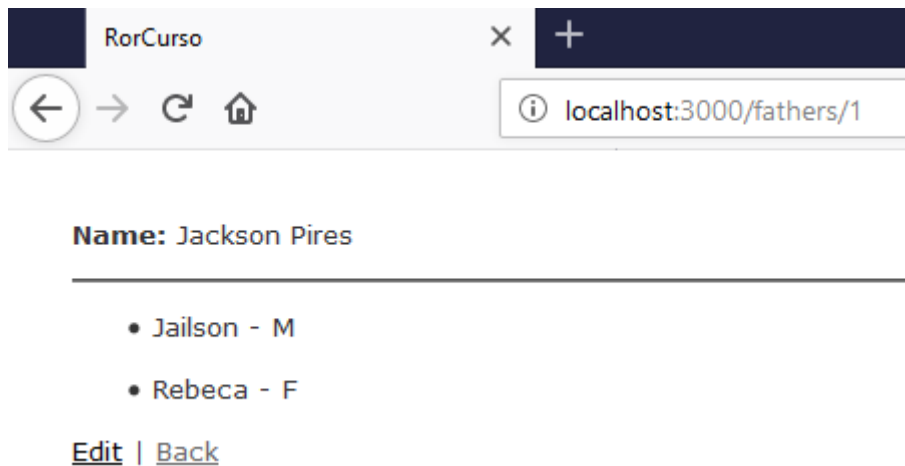 RorCurso
localhost:3000/fathers/1
Name: Jackson Pires
• Jailson - M
• Rebeca - F
Edit | Back